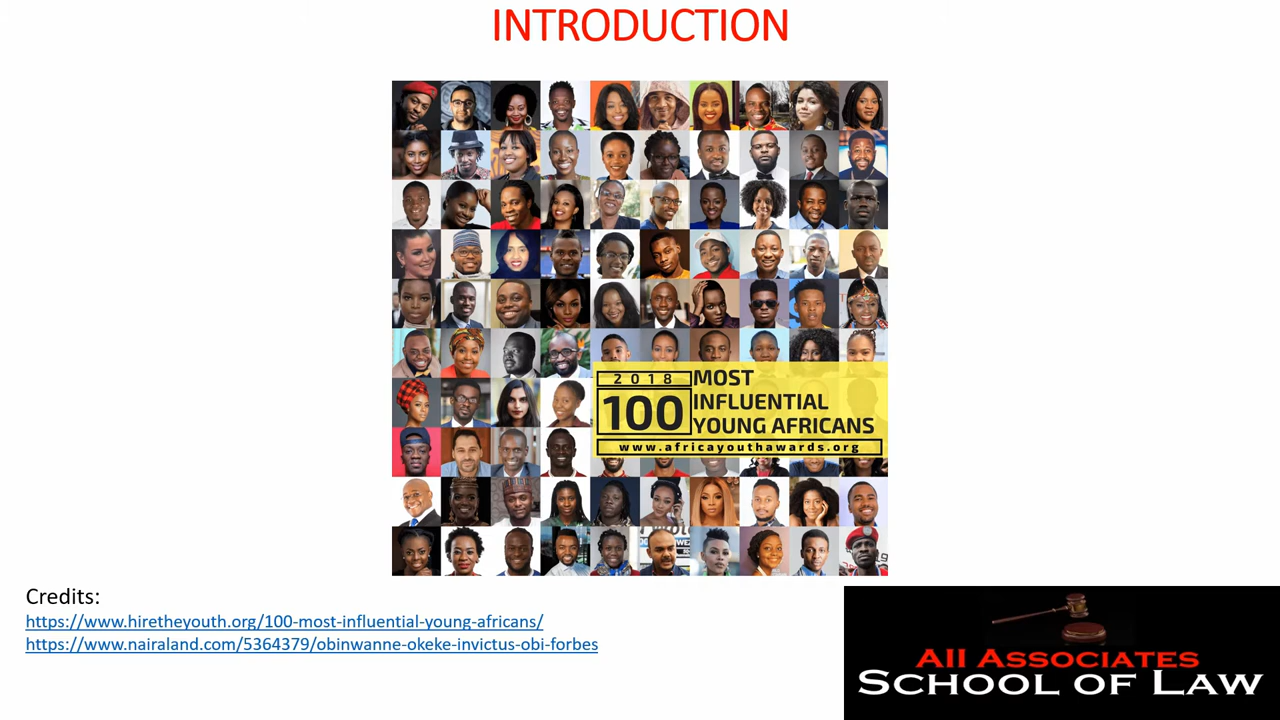 INTRODUCTION
2018
100
MOST
INFLUENTIAL
YOUNG AFRICANS
www.africayouthawards.org
Credits:
https://www.hiretheyouth.org/100-most-influential-young-africans/
https://www.nairaland.com/5364379/obinwanne-okeke-invictus-obi-forbes
All Associates
School of Law